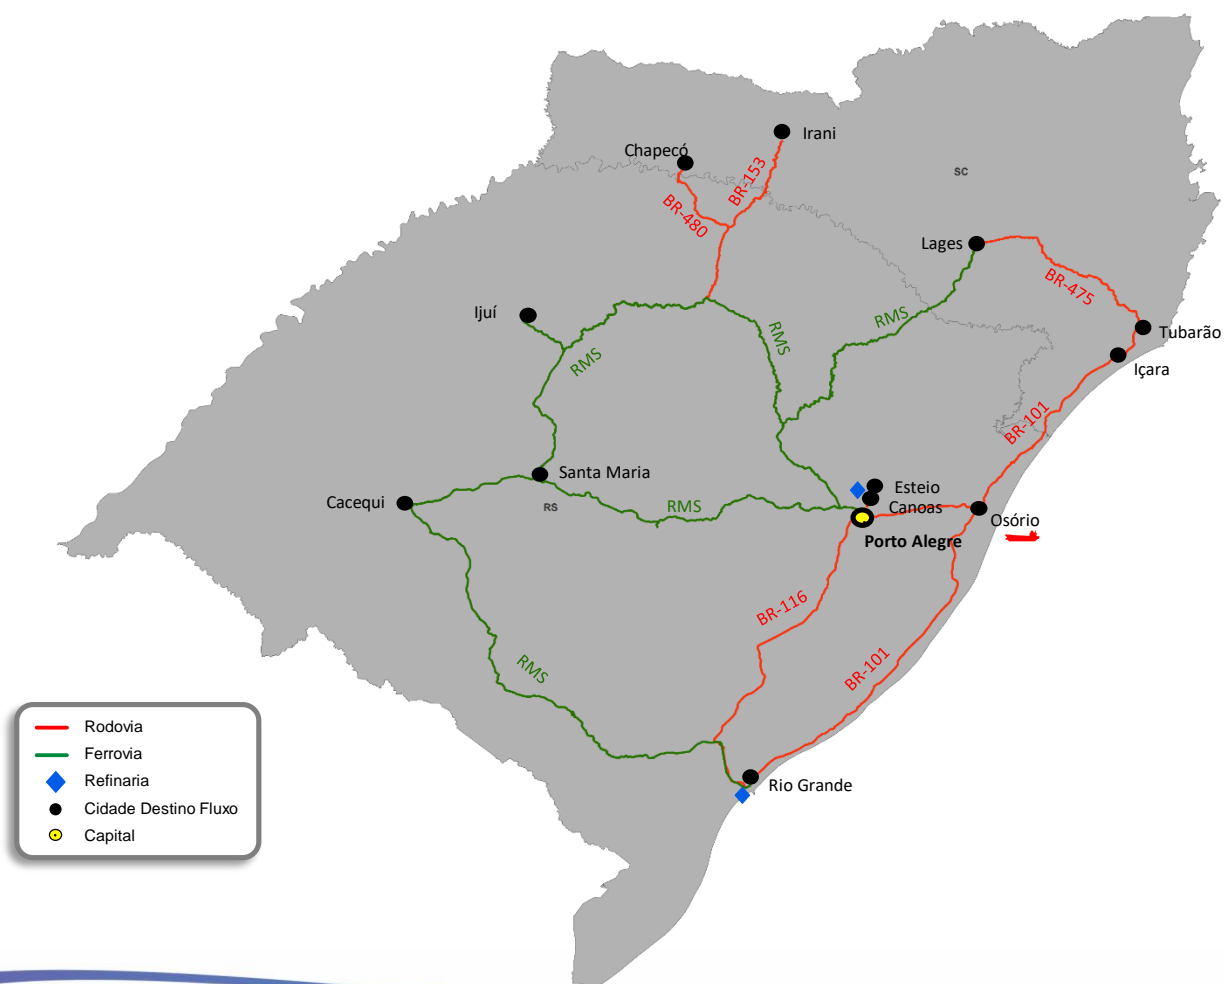 Irani
Chapecó
BR-153
SC
BR-480
Lages
BR-475
Ijuí
RMS
RMS
RMS
Tubarão
Içara
BR-101
Santa Maria
Esteio
Cacequi
RS
RMS
Canoas
Osório
Porto Alegre
BR-116
RMS
BR-101
Rio Grande
Rodovia
Ferrovia
Refinaria
Cidade Destino Fluxo
Capital